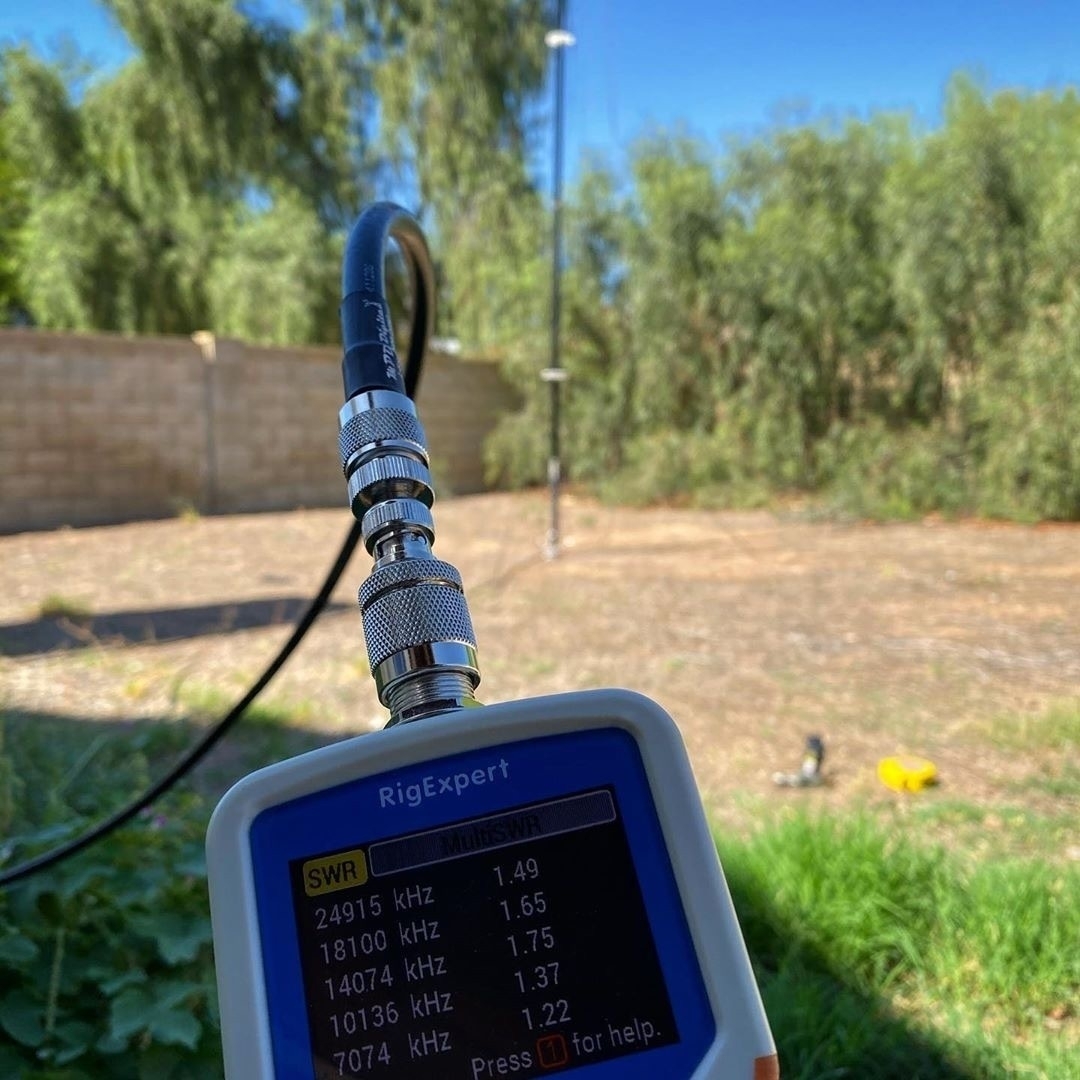 RigExpert
MultiSWR
SWR
24915 kHz 1.49
18100 kHz 1.65
14074 kHz 1.75
10136 kHz 1.37
7074 kHz 1.22
Press 1 for help.